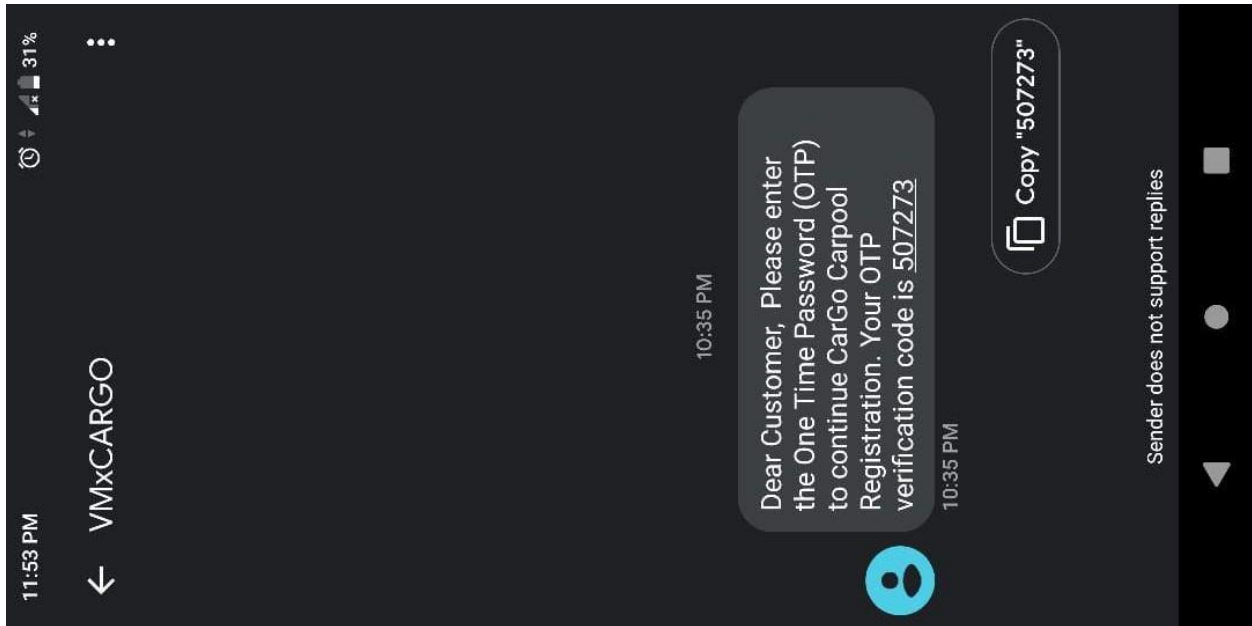 11:53 PM
31%
VMxCARGO
10:35 PM
Dear Customer,  Please enter
the One Time Password (OTP)
to continue CarGo Carpool
Registration. Your OTP
verification code is 507273
10:35 PM
Copy "507273"
Sender does not support replies